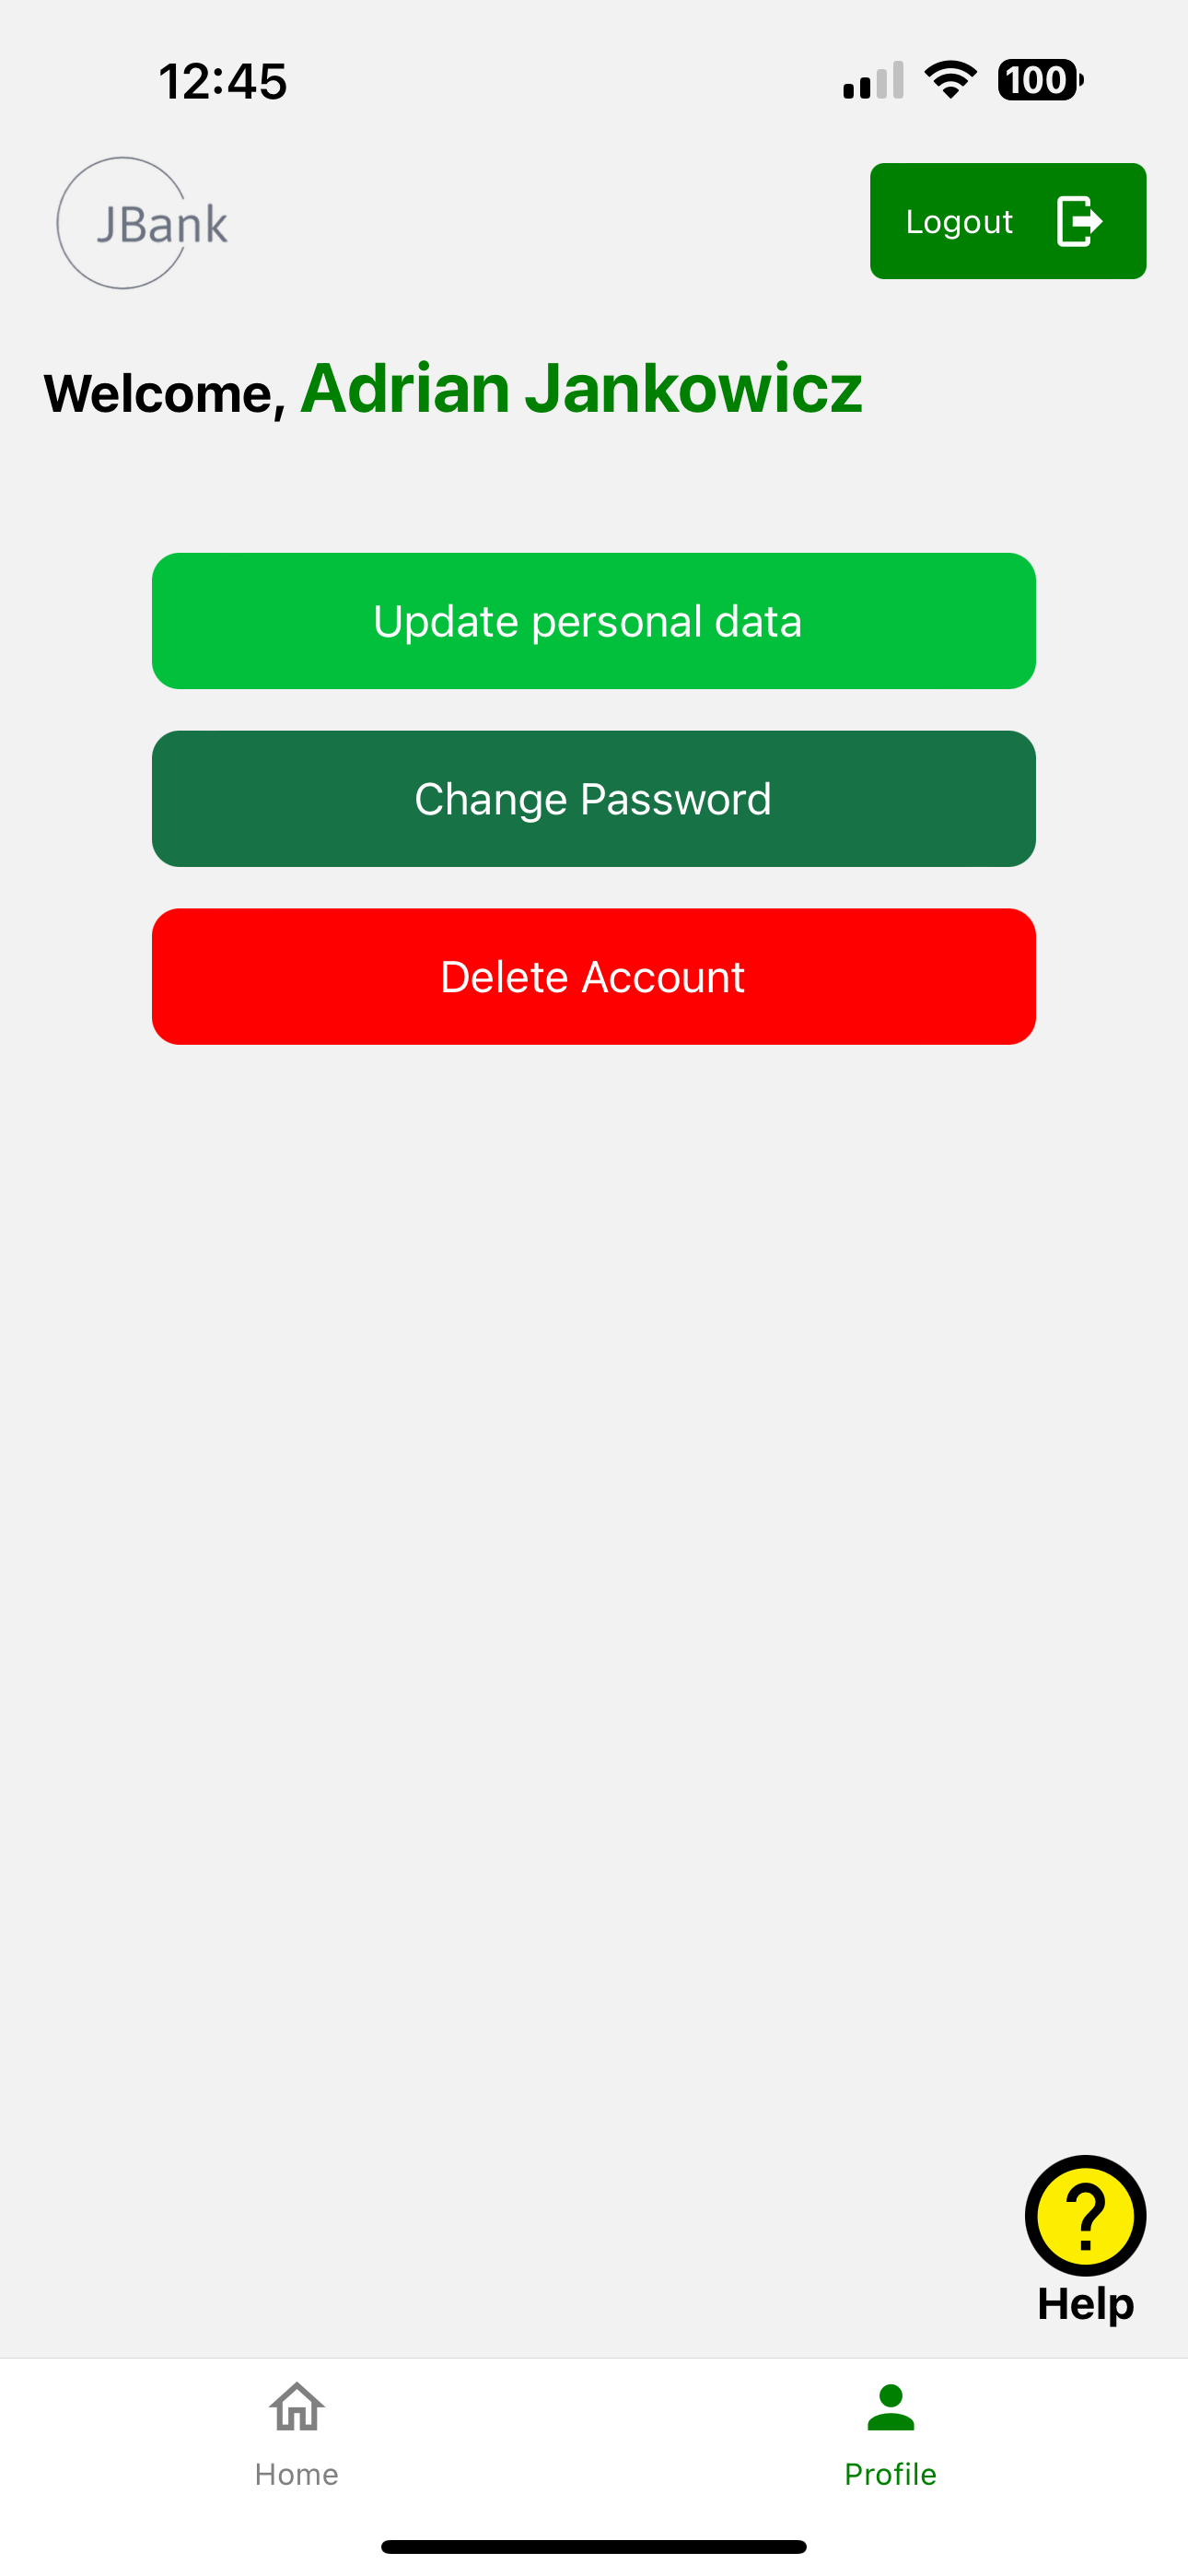 12:45
100
JBank
Logout
Welcome, Adrian Jankowicz
Update personal data
Change Password
Delete Account
?
Help
Home
Profile